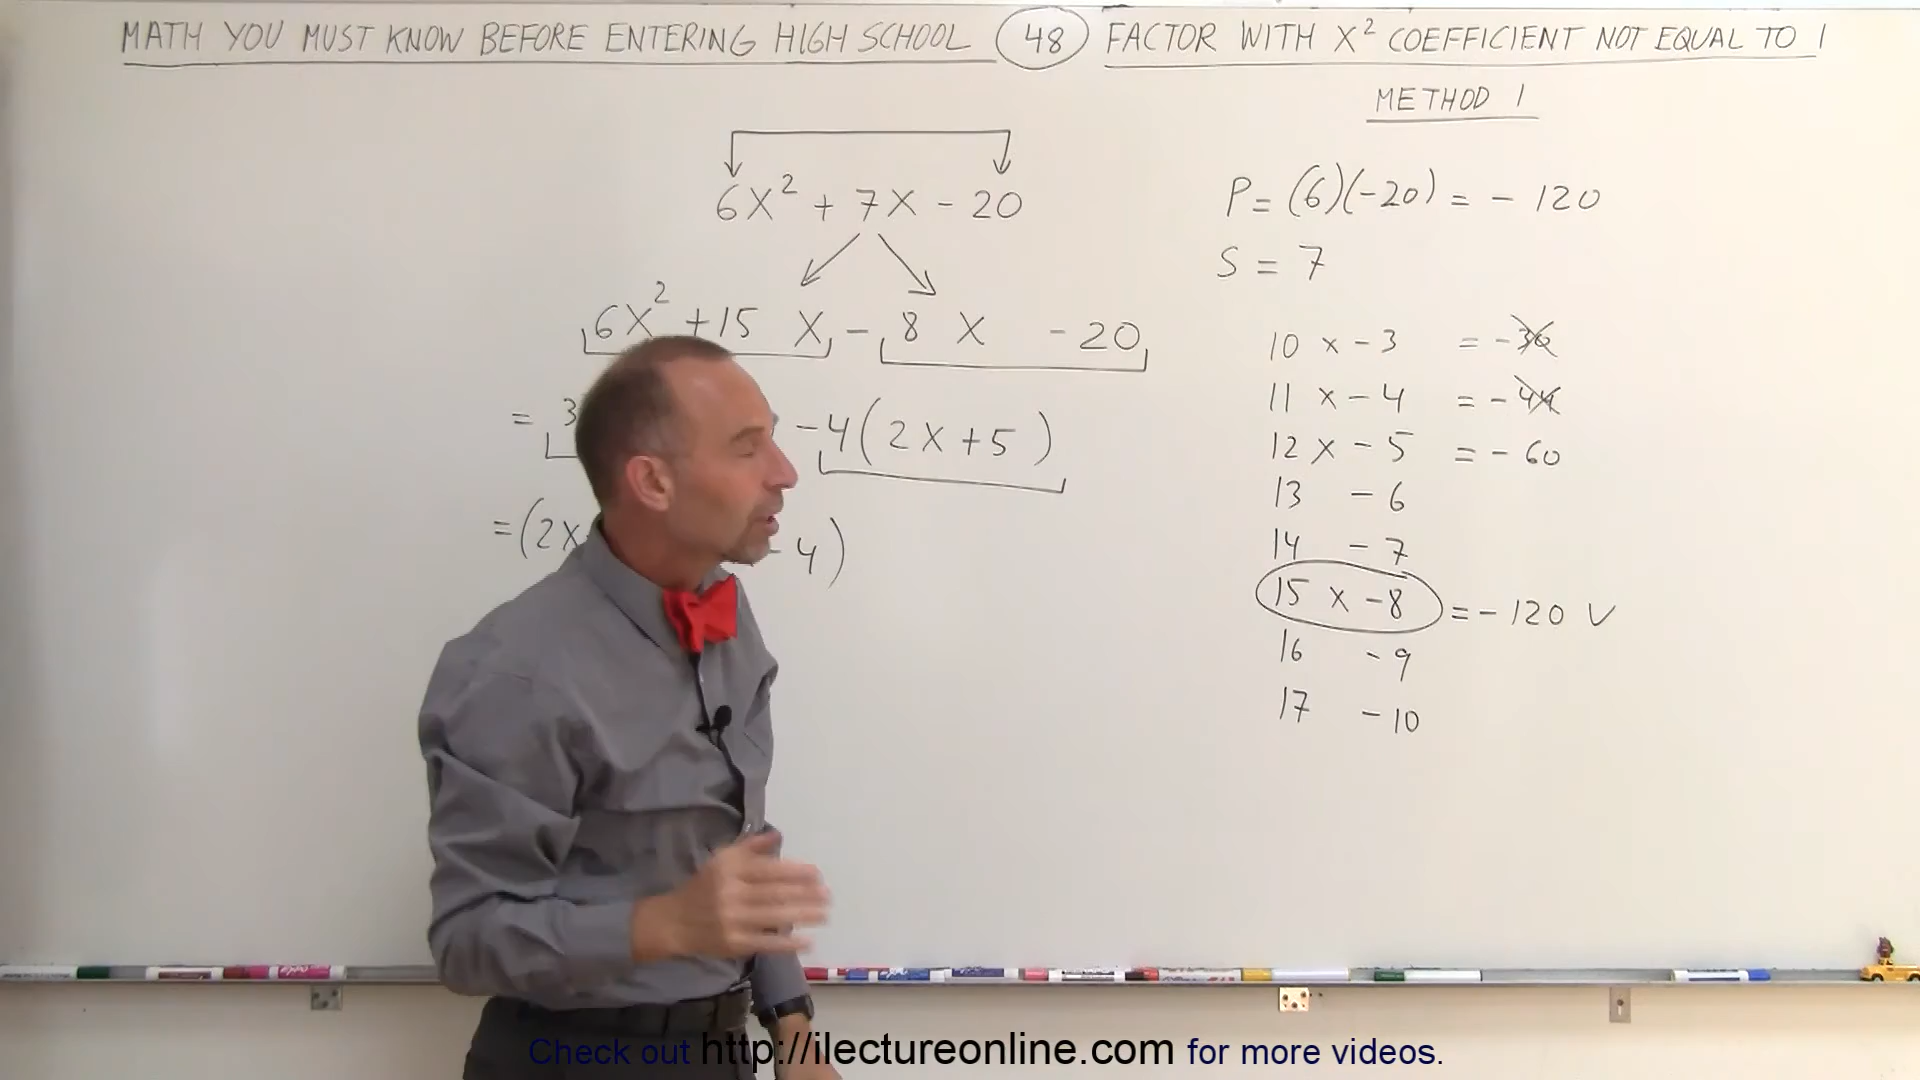 MATH YOU MUST KNOW BEFORE ENTERING HIGH SCHOOL 48 FACTOR WITH X² COEFFICIENT NOT EQUAL TO 1
METHOD 1
6X² + 7X - 20
6X² +15 X - 8 X - 20
= 3 -4(2X+5)
=(2X - 4)
P = (6)(-20) = - 120
S = 7
10 x - 3 = - 30
11 x - 4 = - 44
12 x - 5 = - 60
13 - 6
14 - 7
15 x - 8 = - 120 √
16 - 9
17 - 10
Check out http://ilectureonline.com for more videos.